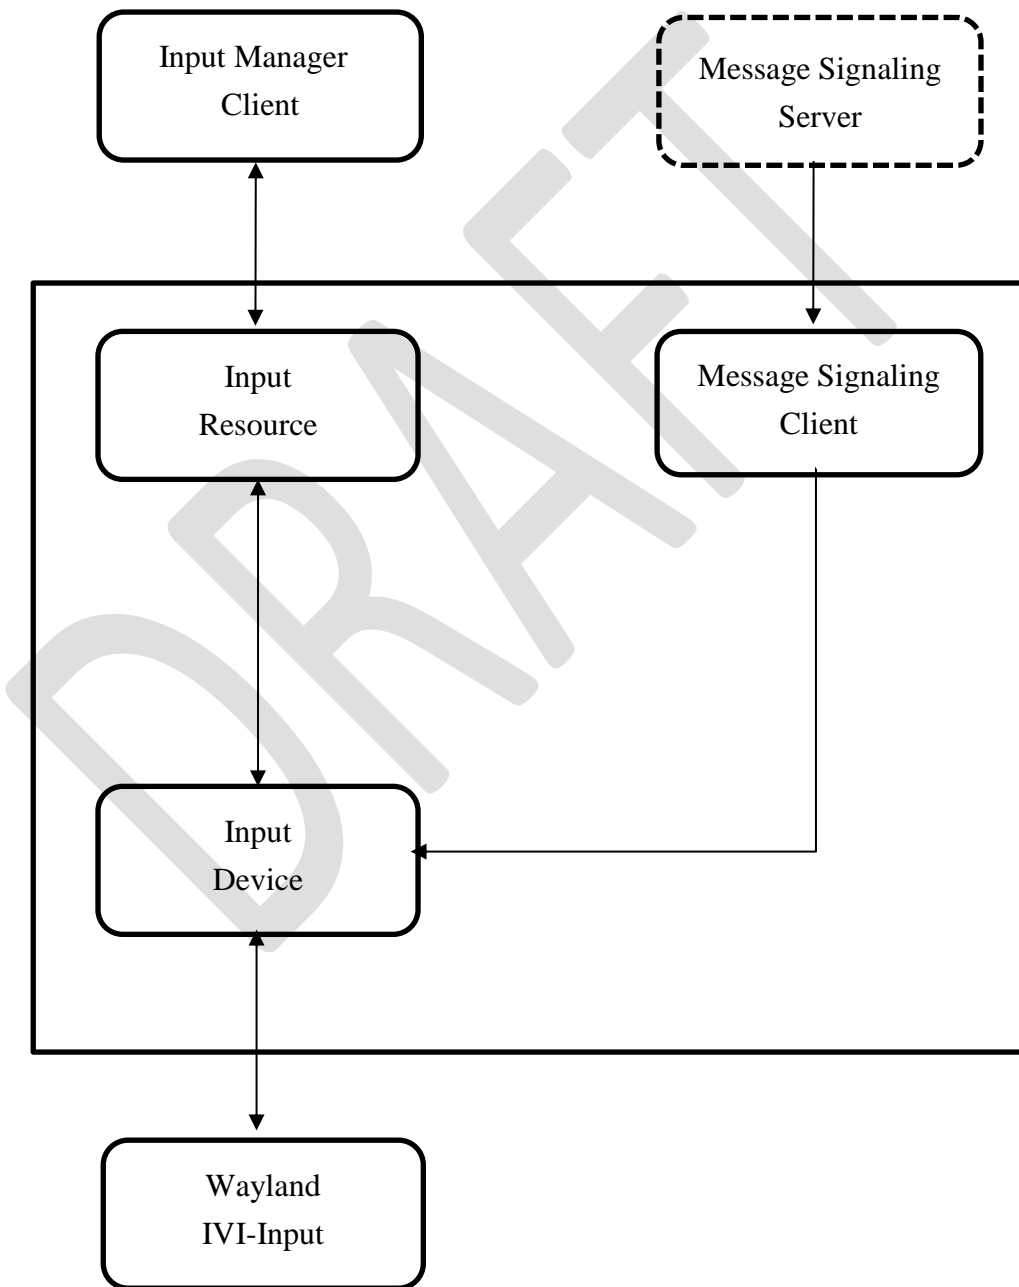 Input Manager
Client
Message Signaling
Server
Input
Resource
Message Signaling
Client
Input
Device
Wayland
IVI-Input
DRAFT